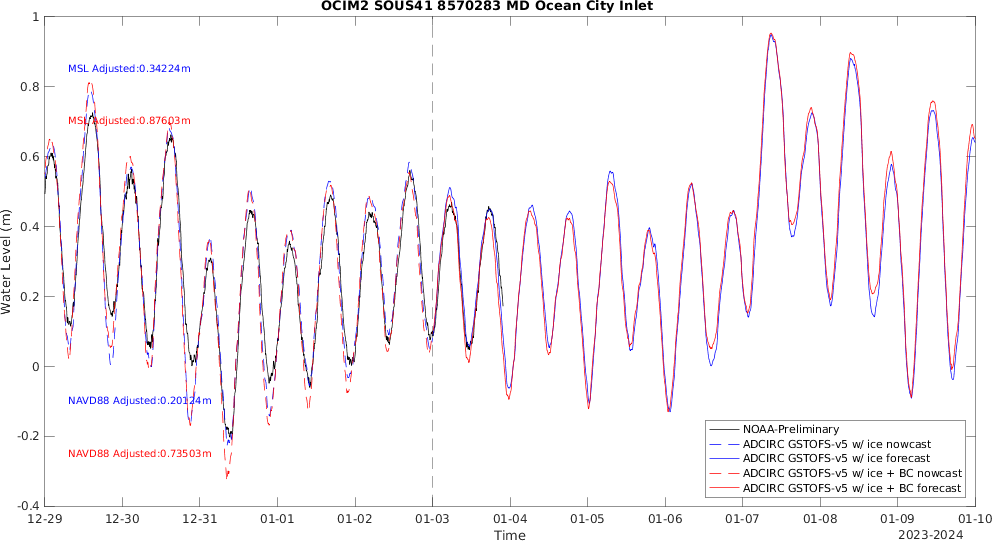 OCIM2 SOUS41 8570283 MD Ocean City Inlet
Water Level (m)
1
0.8
0.6
0.4
0.2
0
-0.2
-0.4
MSL Adjusted:0.34224m
MSL Adjusted:0.87603m
NAVD88 Adjusted:0.20124m
NAVD88 Adjusted:0.73503m
NOAA-Preliminary
ADCIRC GSTOFS-v5 w/ ice nowcast
ADCIRC GSTOFS-v5 w/ ice forecast
ADCIRC GSTOFS-v5 w/ ice + BC nowcast
ADCIRC GSTOFS-v5 w/ ice + BC forecast
12-29 12-30 12-31 01-01 01-02 01-03 01-04 01-05 01-06 01-07 01-08 01-09 01-10
Time
2023-2024